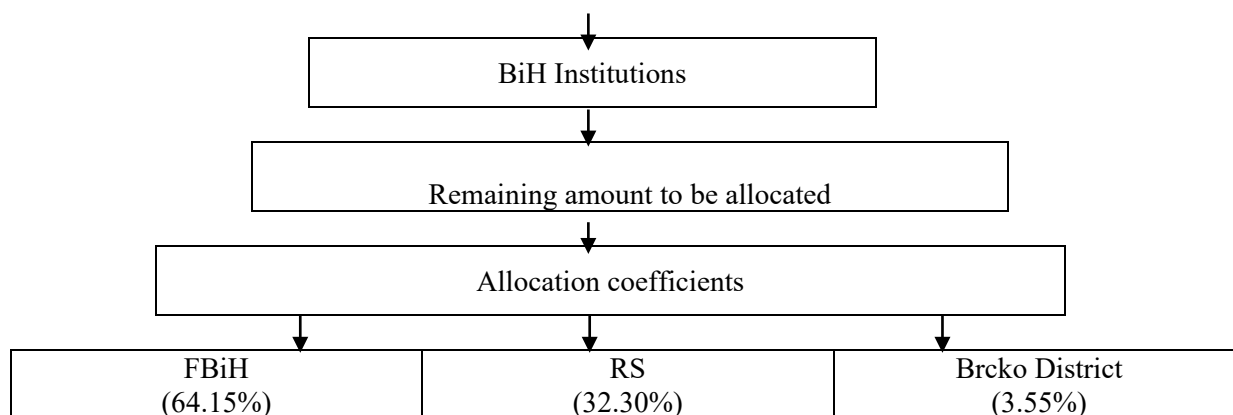 BiH Institutions
Remaining amount to be allocated
Allocation coefficients
FBiH
(64.15%)
RS
(32.30%)
Brcko District
(3.55%)